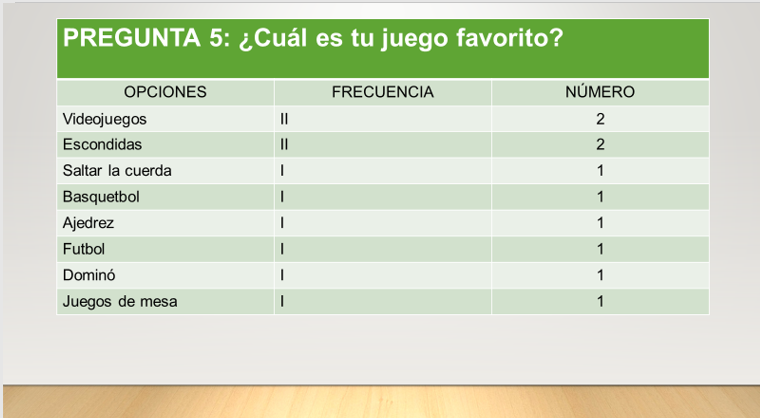 PREGUNTA 5: ¿Cuál es tu juego favorito?
OPCIONES FRECUENCIA NÚMERO
Videojuegos II 2
Escondidas II 2
Saltar la cuerda I 1
Basquetbol I 1
Ajedrez I 1
Futbol I 1
Dominó I 1
Juegos de mesa I 1